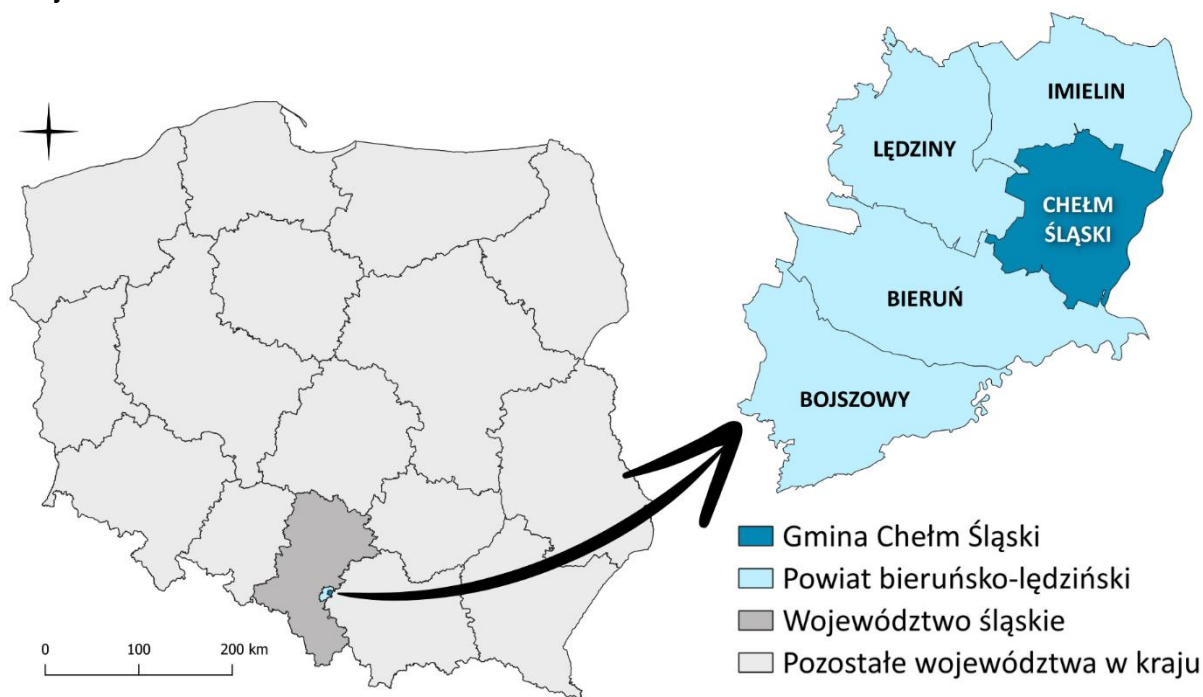 IMIELIN
LĘDZINY
CHEŁM
ŚLĄSKI
BIERUŃ
BOJSZOWY
0 100 200 km
Gmina Chełm Śląski
Powiat bieruńsko-lędziński
Województwo śląskie
Pozostałe województwa w kraju